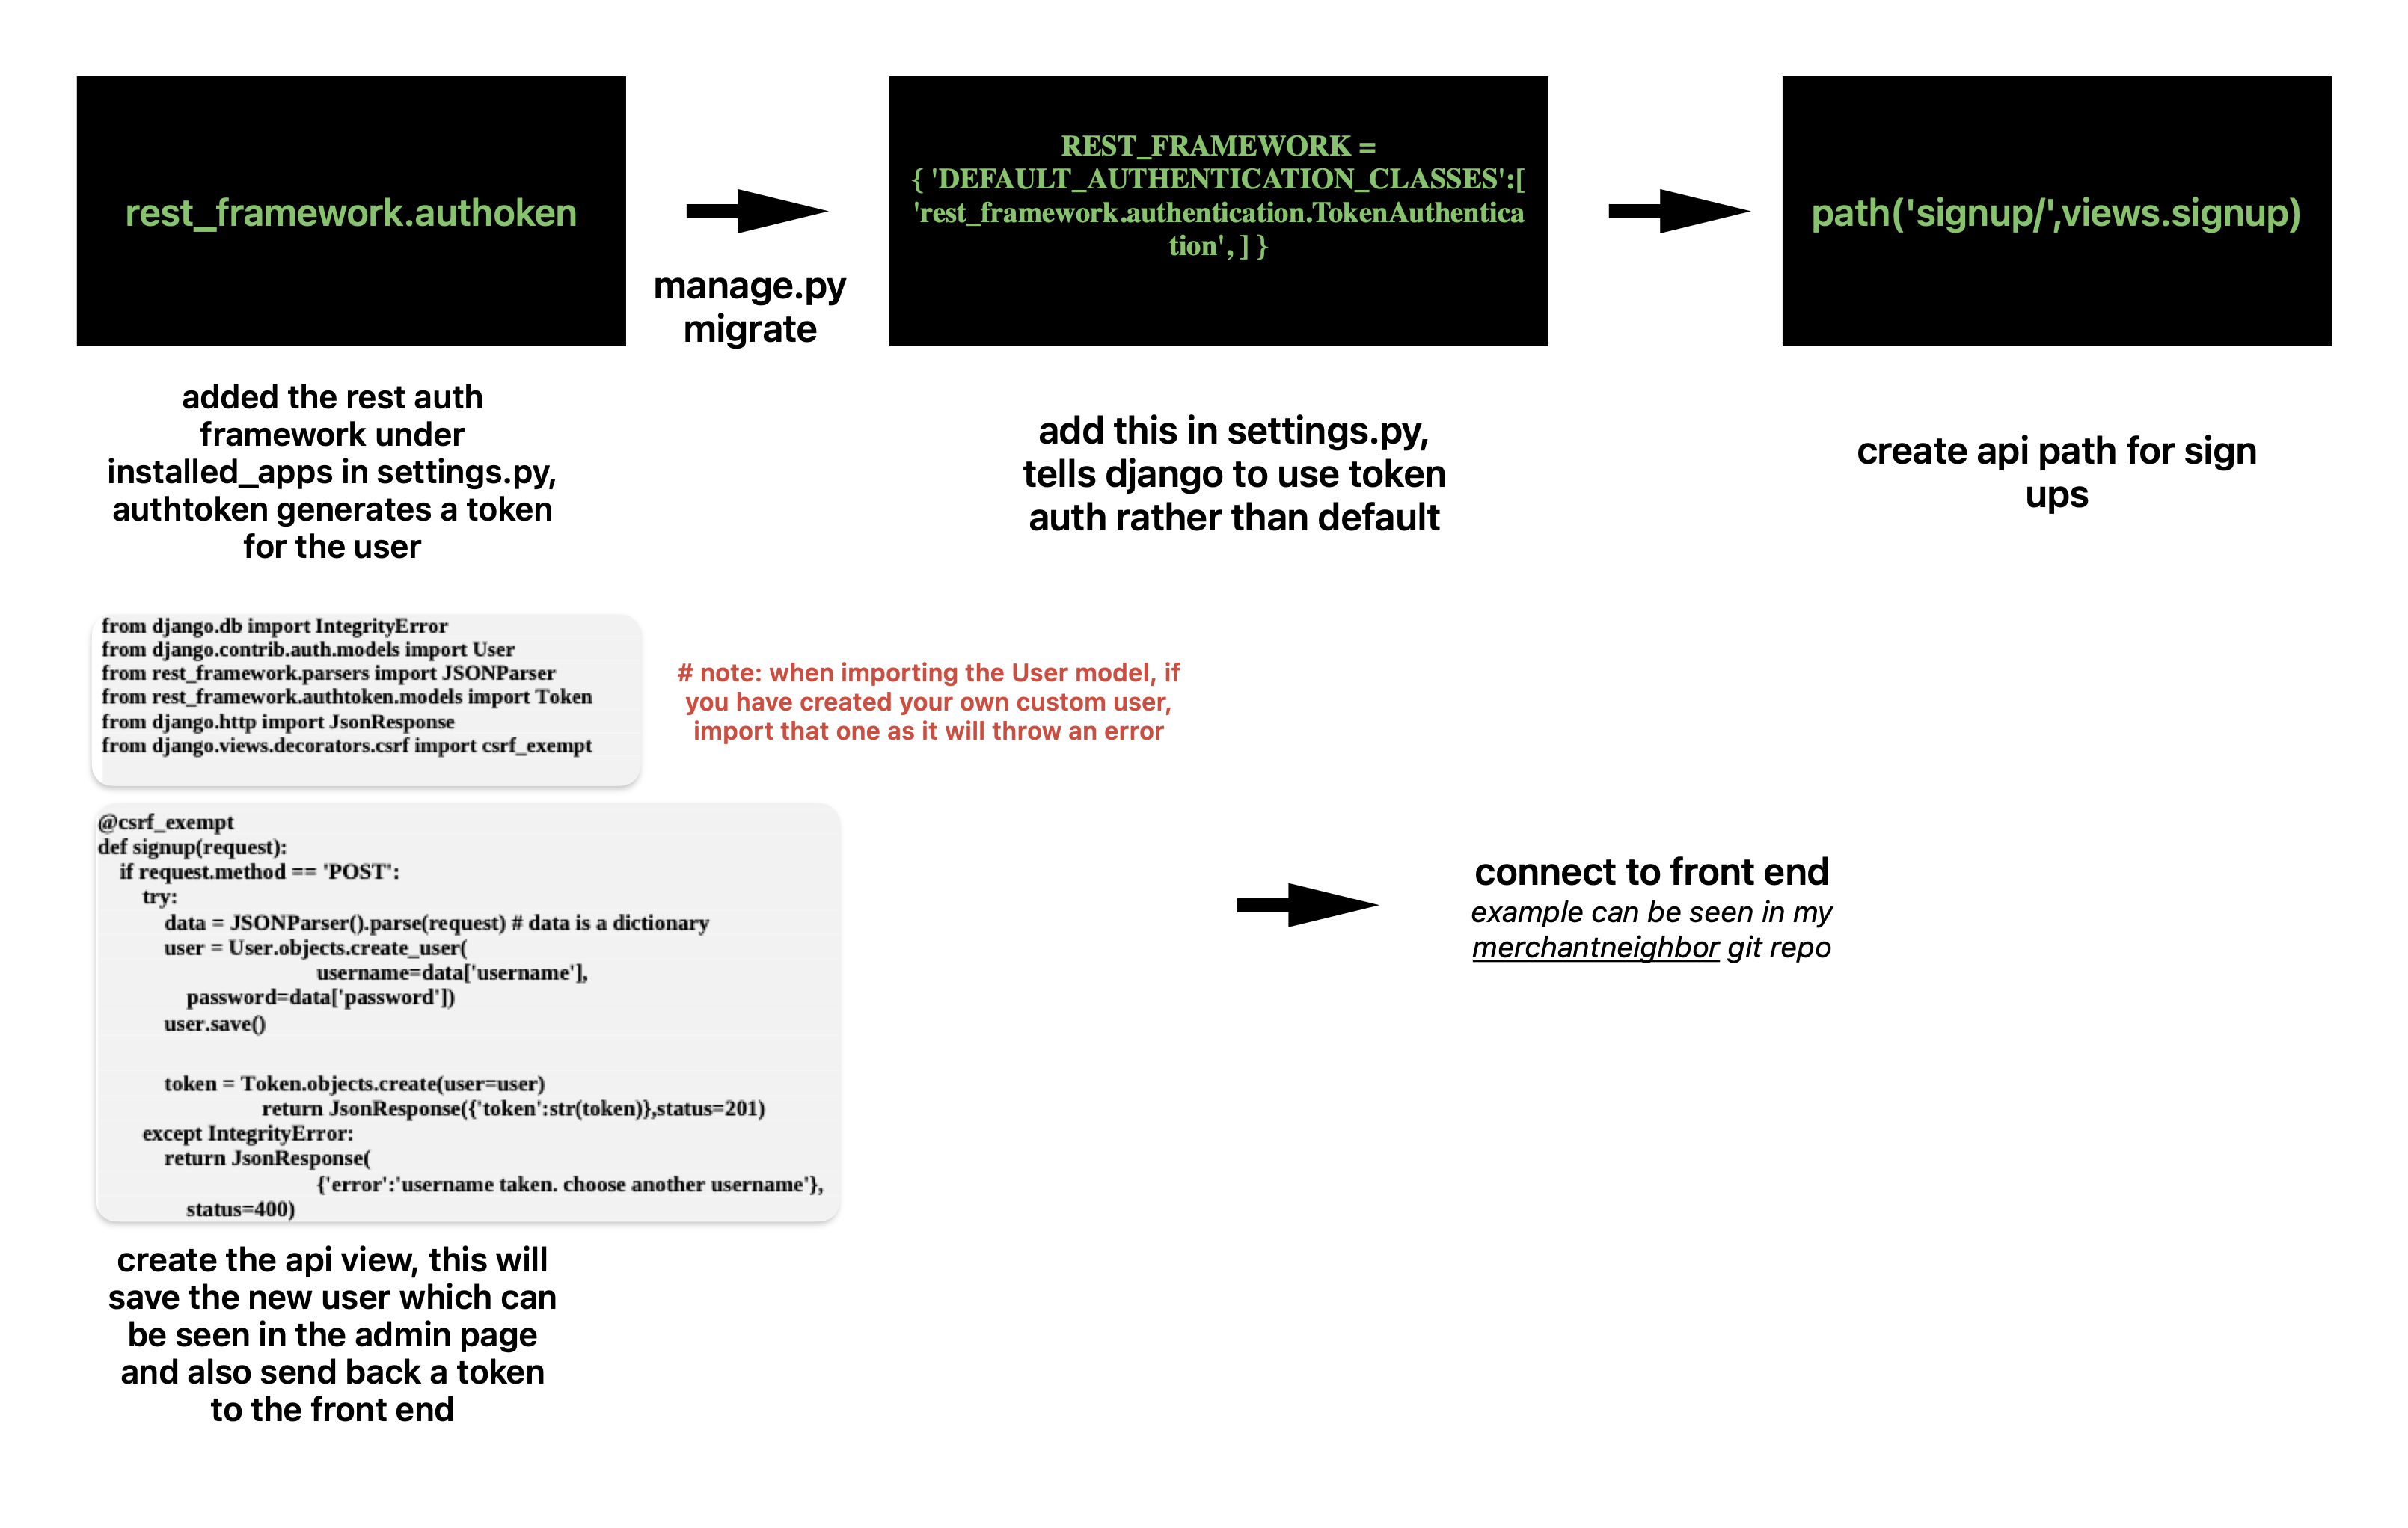 rest_framework.authoken
manage.py
migrate
REST_FRAMEWORK =
{ 'DEFAULT_AUTHENTICATION_CLASSES':[
'rest_framework.authentication.TokenAuthentica
tion', ] }
path('signup/',views.signup)
added the rest auth
framework under
installed_apps in settings.py,
authtoken generates a token
for the user
add this in settings.py,
tells django to use token
auth rather than default
create api path for sign
ups
from django.db import IntegrityError
from django.contrib.auth.models import User
from rest_framework.parsers import JSONParser
from rest_framework.authtoken.models import Token
from django.http import JsonResponse
from django.views.decorators.csrf import csrf_exempt
# note: when importing the User model, if
you have created your own custom user,
import that one as it will throw an error
@csrf_exempt
def signup(request):
if request.method == 'POST':
try:
data = JSONParser().parse(request) # data is a dictionary
user = User.objects.create_user(
username=data['username'],
password=data['password'])
user.save()
token = Token.objects.create(user=user)
return JsonResponse({'token':str(token)},status=201)
except IntegrityError:
return JsonResponse(
{'error':'username taken. choose another username'},
status=400)
connect to front end
example can be seen in my
merchantneighbor git repo
create the api view, this will
save the new user which can
be seen in the admin page
and also send back a token
to the front end